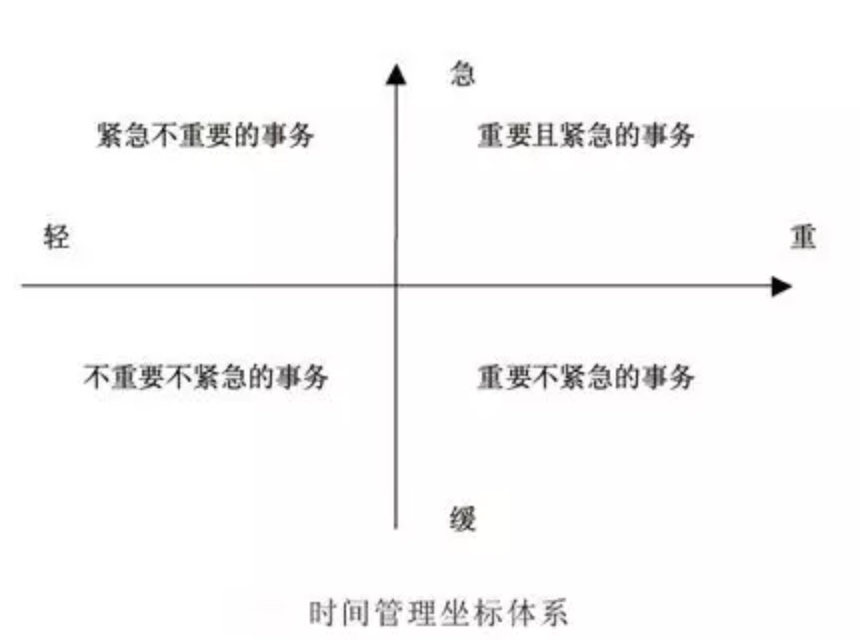 急
紧急不重要的事务
重要且紧急的事务
轻
重
不重要不紧急的事务
重要不紧急的事务
缓
时间管理坐标体系